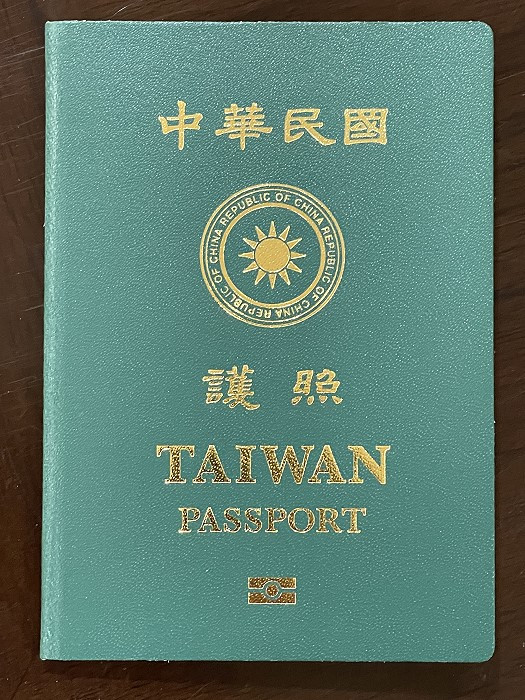 中華民國
REPUBLIC OF CHINA REPUBLIC OF CHINA REPUBLIC OF CHINA
護照
TAIWAN
PASSPORT